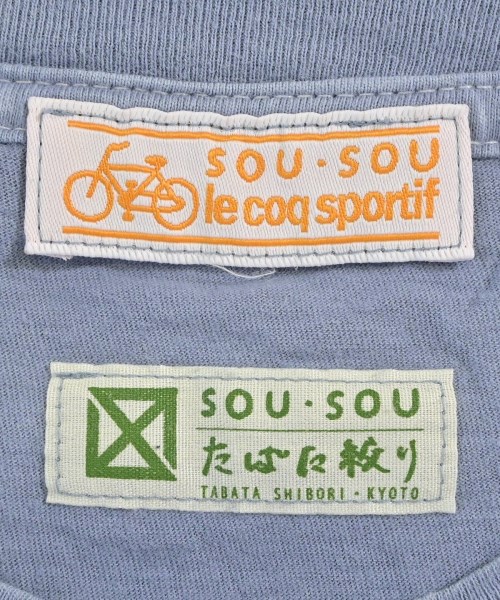 SOU・SOU
le coq sportif
SOU・SOU
たばた絞り
TABATA SHIBORI・KYOTO